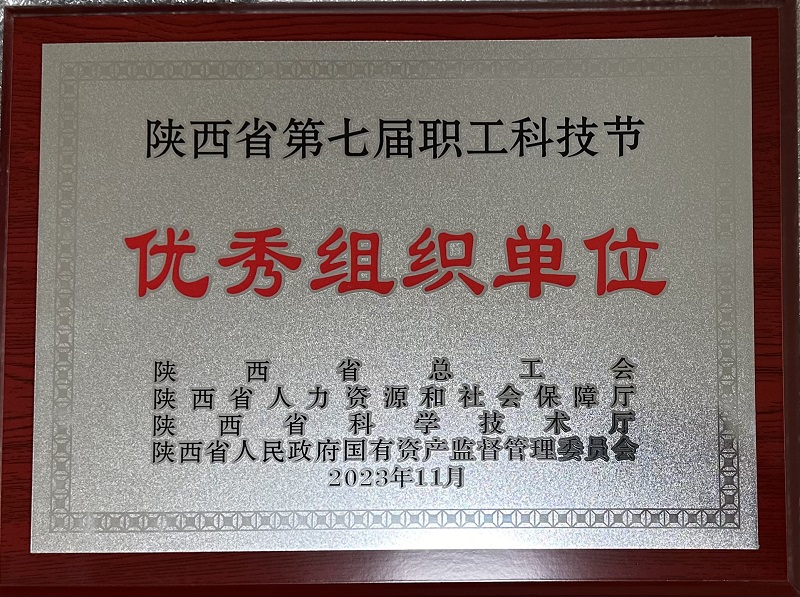 陕西省第七届职工科技节
优秀组织单位
陕西省总工会
陕西省人力资源和社会保障厅
陕西省科学技术厅
陕西省人民政府国有资产监督管理委员会
2023年11月